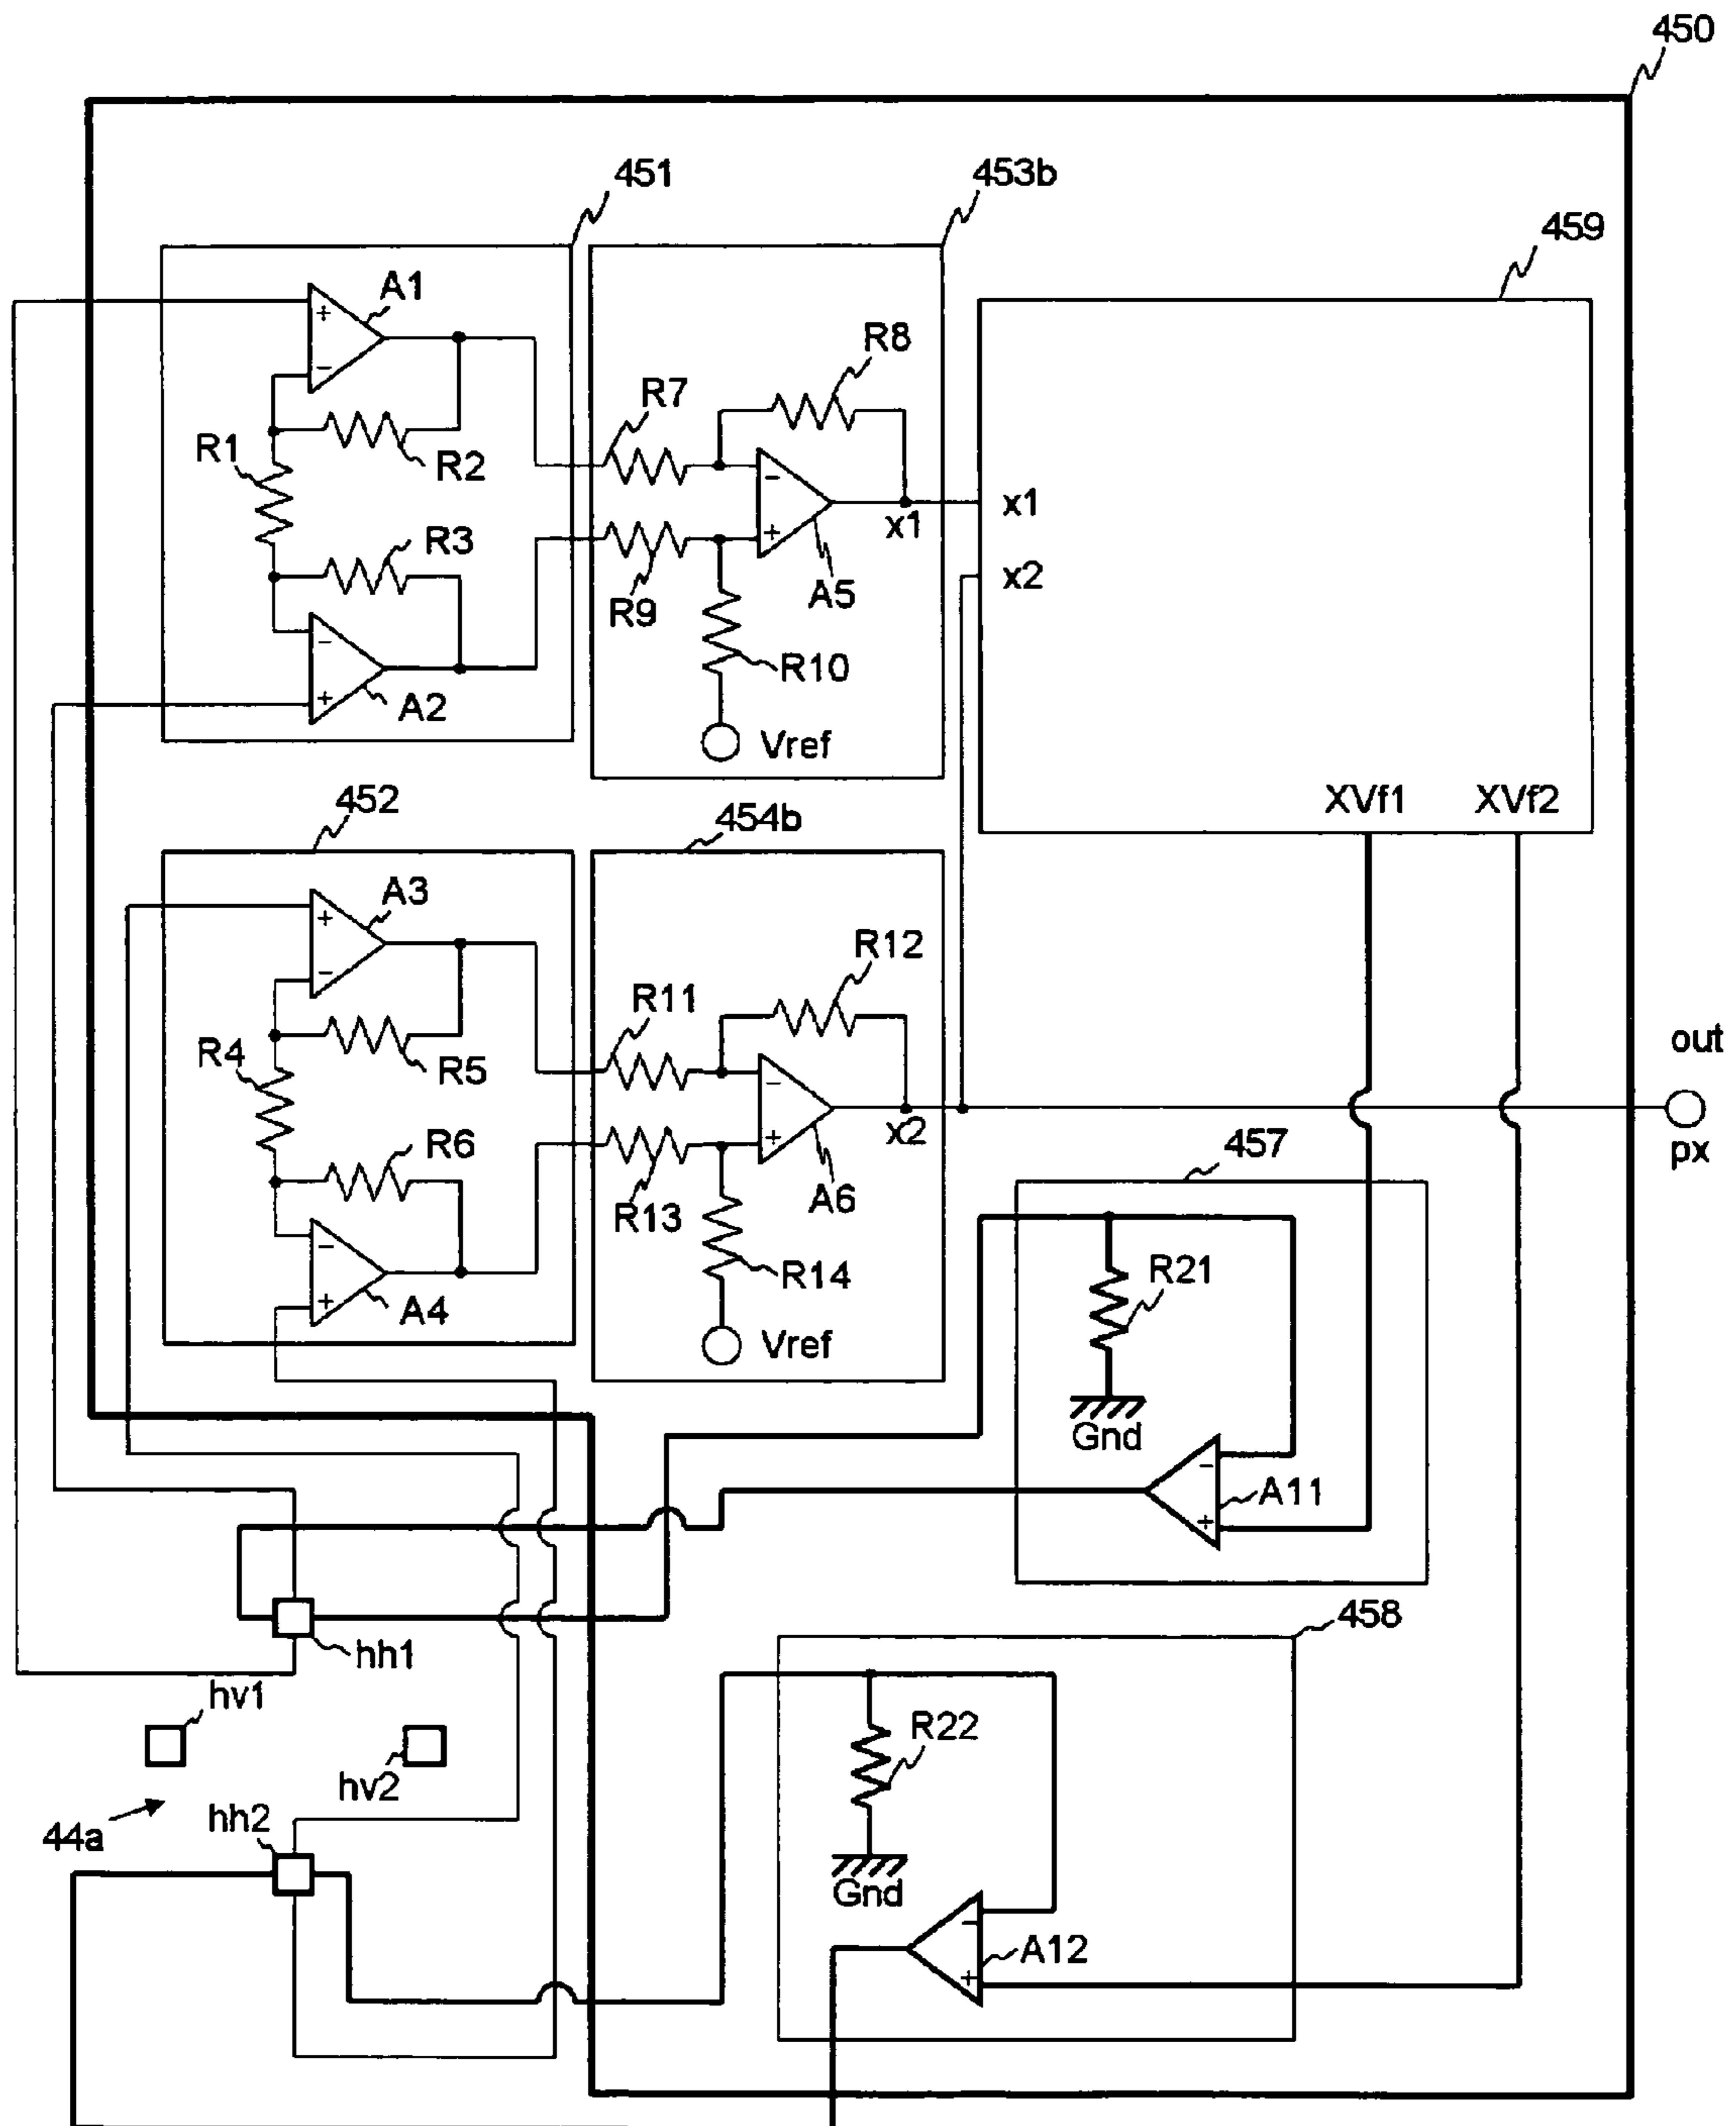 450
451
453b
459
A1
R8
R7
R1
R2
x1
x1
R3
x2
A5
R9
R10
A2
Vref
XVf1 XVf2
452
454b
A3
R12
R11
out
R4
R5
x2
px
R6
457
A6
R13
R21
R14
A4
Vref
Gnd
A11
458
hh1
hv1
R22
hv2
hh2
44a
Gnd
A12